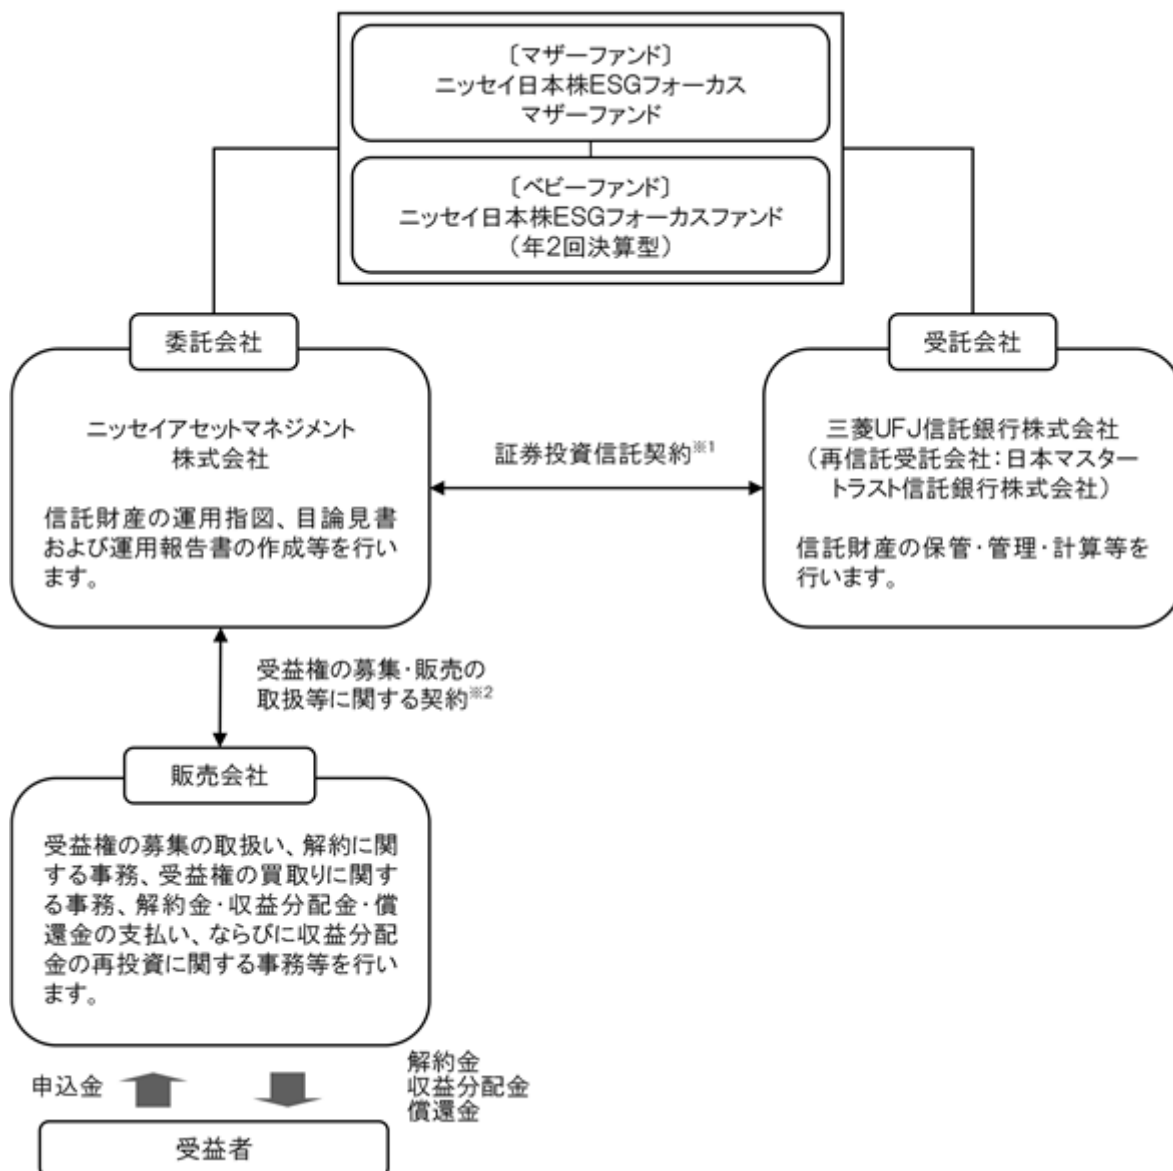 〔マザーファンド〕
ニッセイ日本株ESGフォーカス
マザーファンド
〔ベビーファンド〕
ニッセイ日本株ESGフォーカスファンド
（年2回決算型）
委託会社
ニッセイアセットマネジメント
株式会社
信託財産の運用指図、目論見書
および運用報告書の作成等を行い
ます。
証券投資信託契約※1
受託会社
三菱UFJ信託銀行株式会社
（再信託受託会社：日本マスター
トラスト信託銀行株式会社）
信託財産の保管・管理・計算等を
行います。
受益権の募集・販売の
取扱等に関する契約※2
販売会社
受益権の募集の取扱い、解約に関
する事務、受益権の買取りに関す
る事務、解約金・収益分配金・償
還金の支払い、ならびに収益分配
金の再投資に関する事務等を行い
ます。
申込金
解約金
収益分配金
償還金
受益者